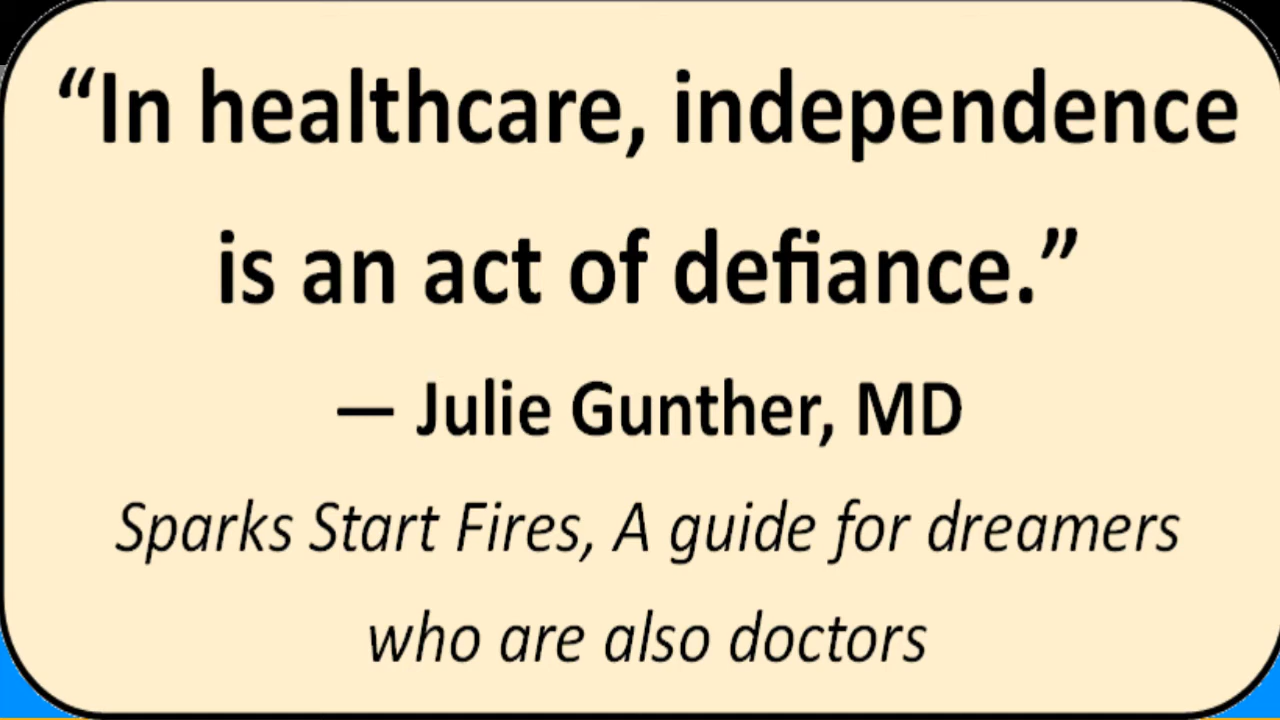 “In healthcare, independence
is an act of defiance.”
— Julie Gunther, MD
Sparks Start Fires, A guide for dreamers
who are also doctors